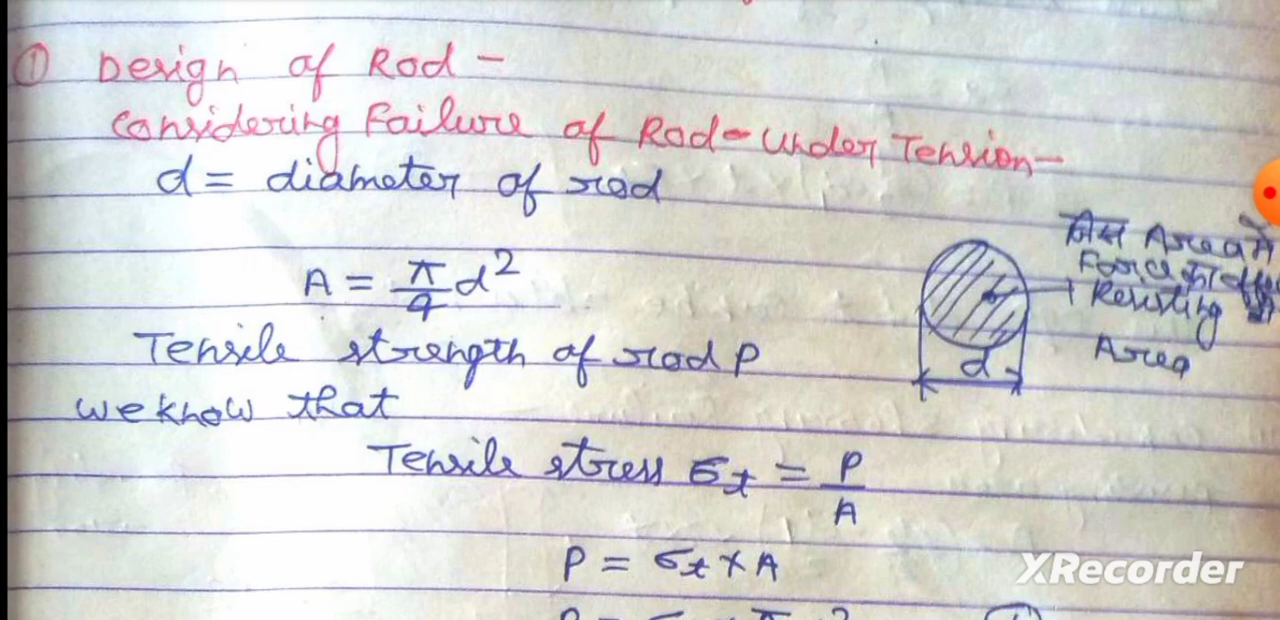 ① Design of Rod -
Considering Failure of Rod - Under Tension -
d = diameter of rod
A = π/4 d²
Tensile strength of rod P
we know that
Tensile stress σt = P/A
P = σt × A
जिस Area में
Force का
Resisting
Area
d
XRecorder